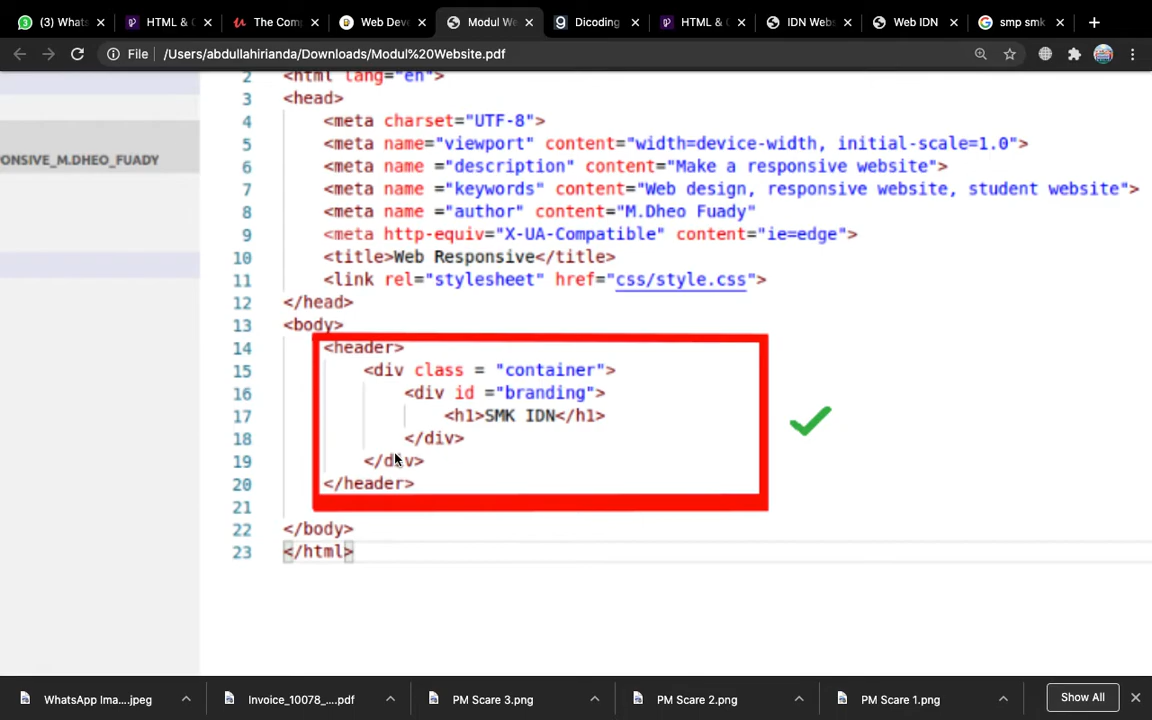 (3) Whats
HTML & C
The Comp
Web Deve
Modul We
Dicoding
HTML & C
IDN Webs
Web IDN
smp smk
File
/Users/abdullahirianda/Downloads/Modul%20Website.pdf
2 <html lang="en">
3 <head>
4 <meta charset="UTF-8">
5 <meta name="viewport" content="width=device-width, initial-scale=1.0">
PONSIVE_M.DHEO_FUADY
6 <meta name ="description" content="Make a responsive website">
7 <meta name ="keywords" content="Web design, responsive website, student website">
8 <meta name ="author" content="M.Dheo Fuady"
9 <meta http-equiv="X-UA-Compatible" content="ie=edge">
10 <title>Web Responsive</title>
11 <link rel="stylesheet" href="css/style.css">
12 </head>
13 <body>
14 <header>
15 <div class = "container">
16 <div id ="branding">
17 <h1>SMK IDN</h1>
18 </div>
19 </div>
20 </header>
21
22 </body>
23 </html>
WhatsApp Ima....jpeg
Invoice_10078_....pdf
PM Scare 3.png
PM Scare 2.png
PM Scare 1.png
Show All